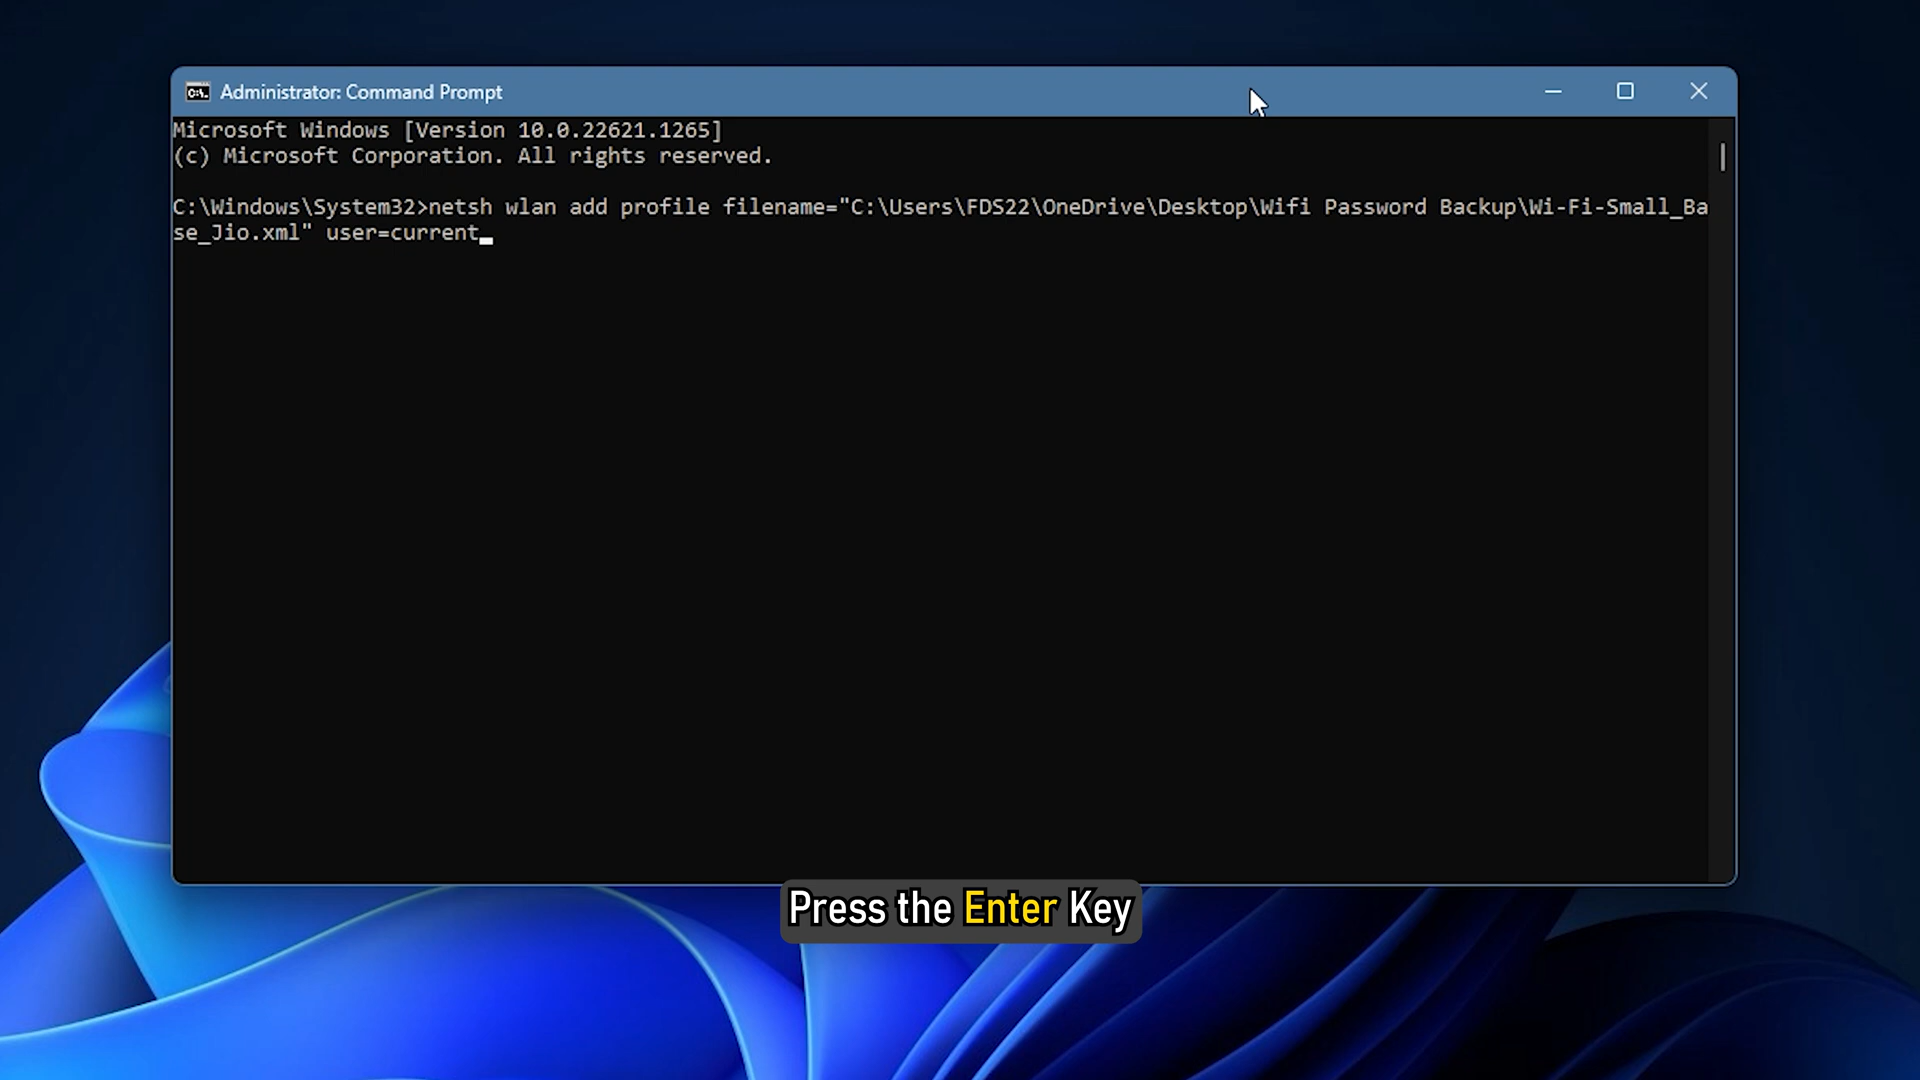 Administrator: Command Prompt
Microsoft Windows [Version 10.0.22621.1265]
(c) Microsoft Corporation. All rights reserved.
C:\Windows\System32>netsh wlan add profile filename="C:\Users\FDS22\OneDrive\Desktop\Wifi Password Backup\Wi-Fi-Small_Ba
se_Jio.xml" user=current
Press the Enter Key